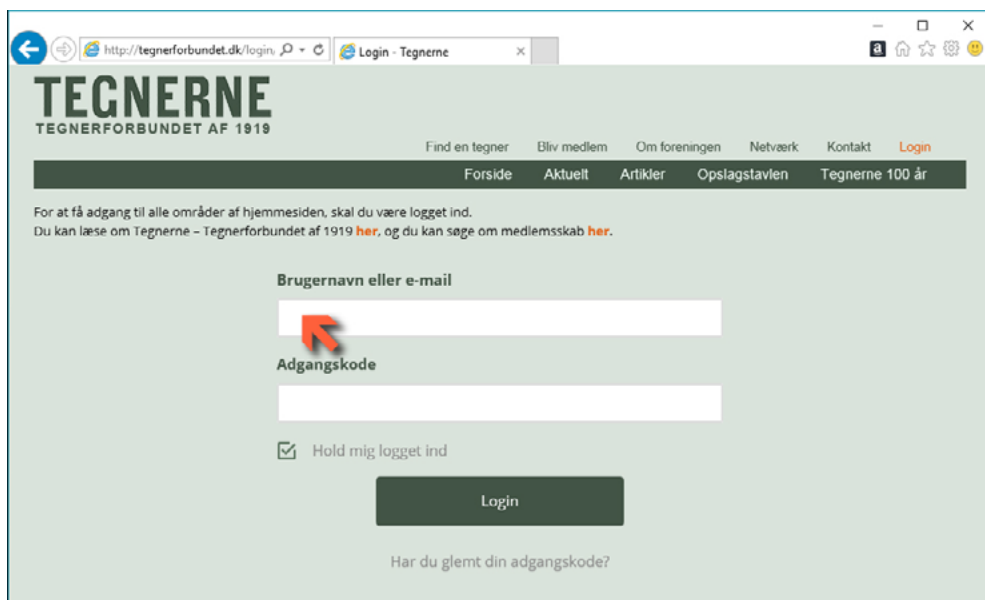 http://tegnerforbundet.dk/login,
Login - Tegnerne
TEGNERNE
TEGNERFORBUNDET AF 1919
Find en tegner Bliv medlem Om foreningen Netværk Kontakt Login
Forside Aktuelt Artikler Opslagstavlen Tegnerne 100 år
For at få adgang til alle områder af hjemmesiden, skal du være logget ind.
Du kan læse om Tegnerne – Tegnerforbundet af 1919 her, og du kan søge om medlemsskab her.
Brugernavn eller e-mail
Adgangskode
Hold mig logget ind
Login
Har du glemt din adgangskode?